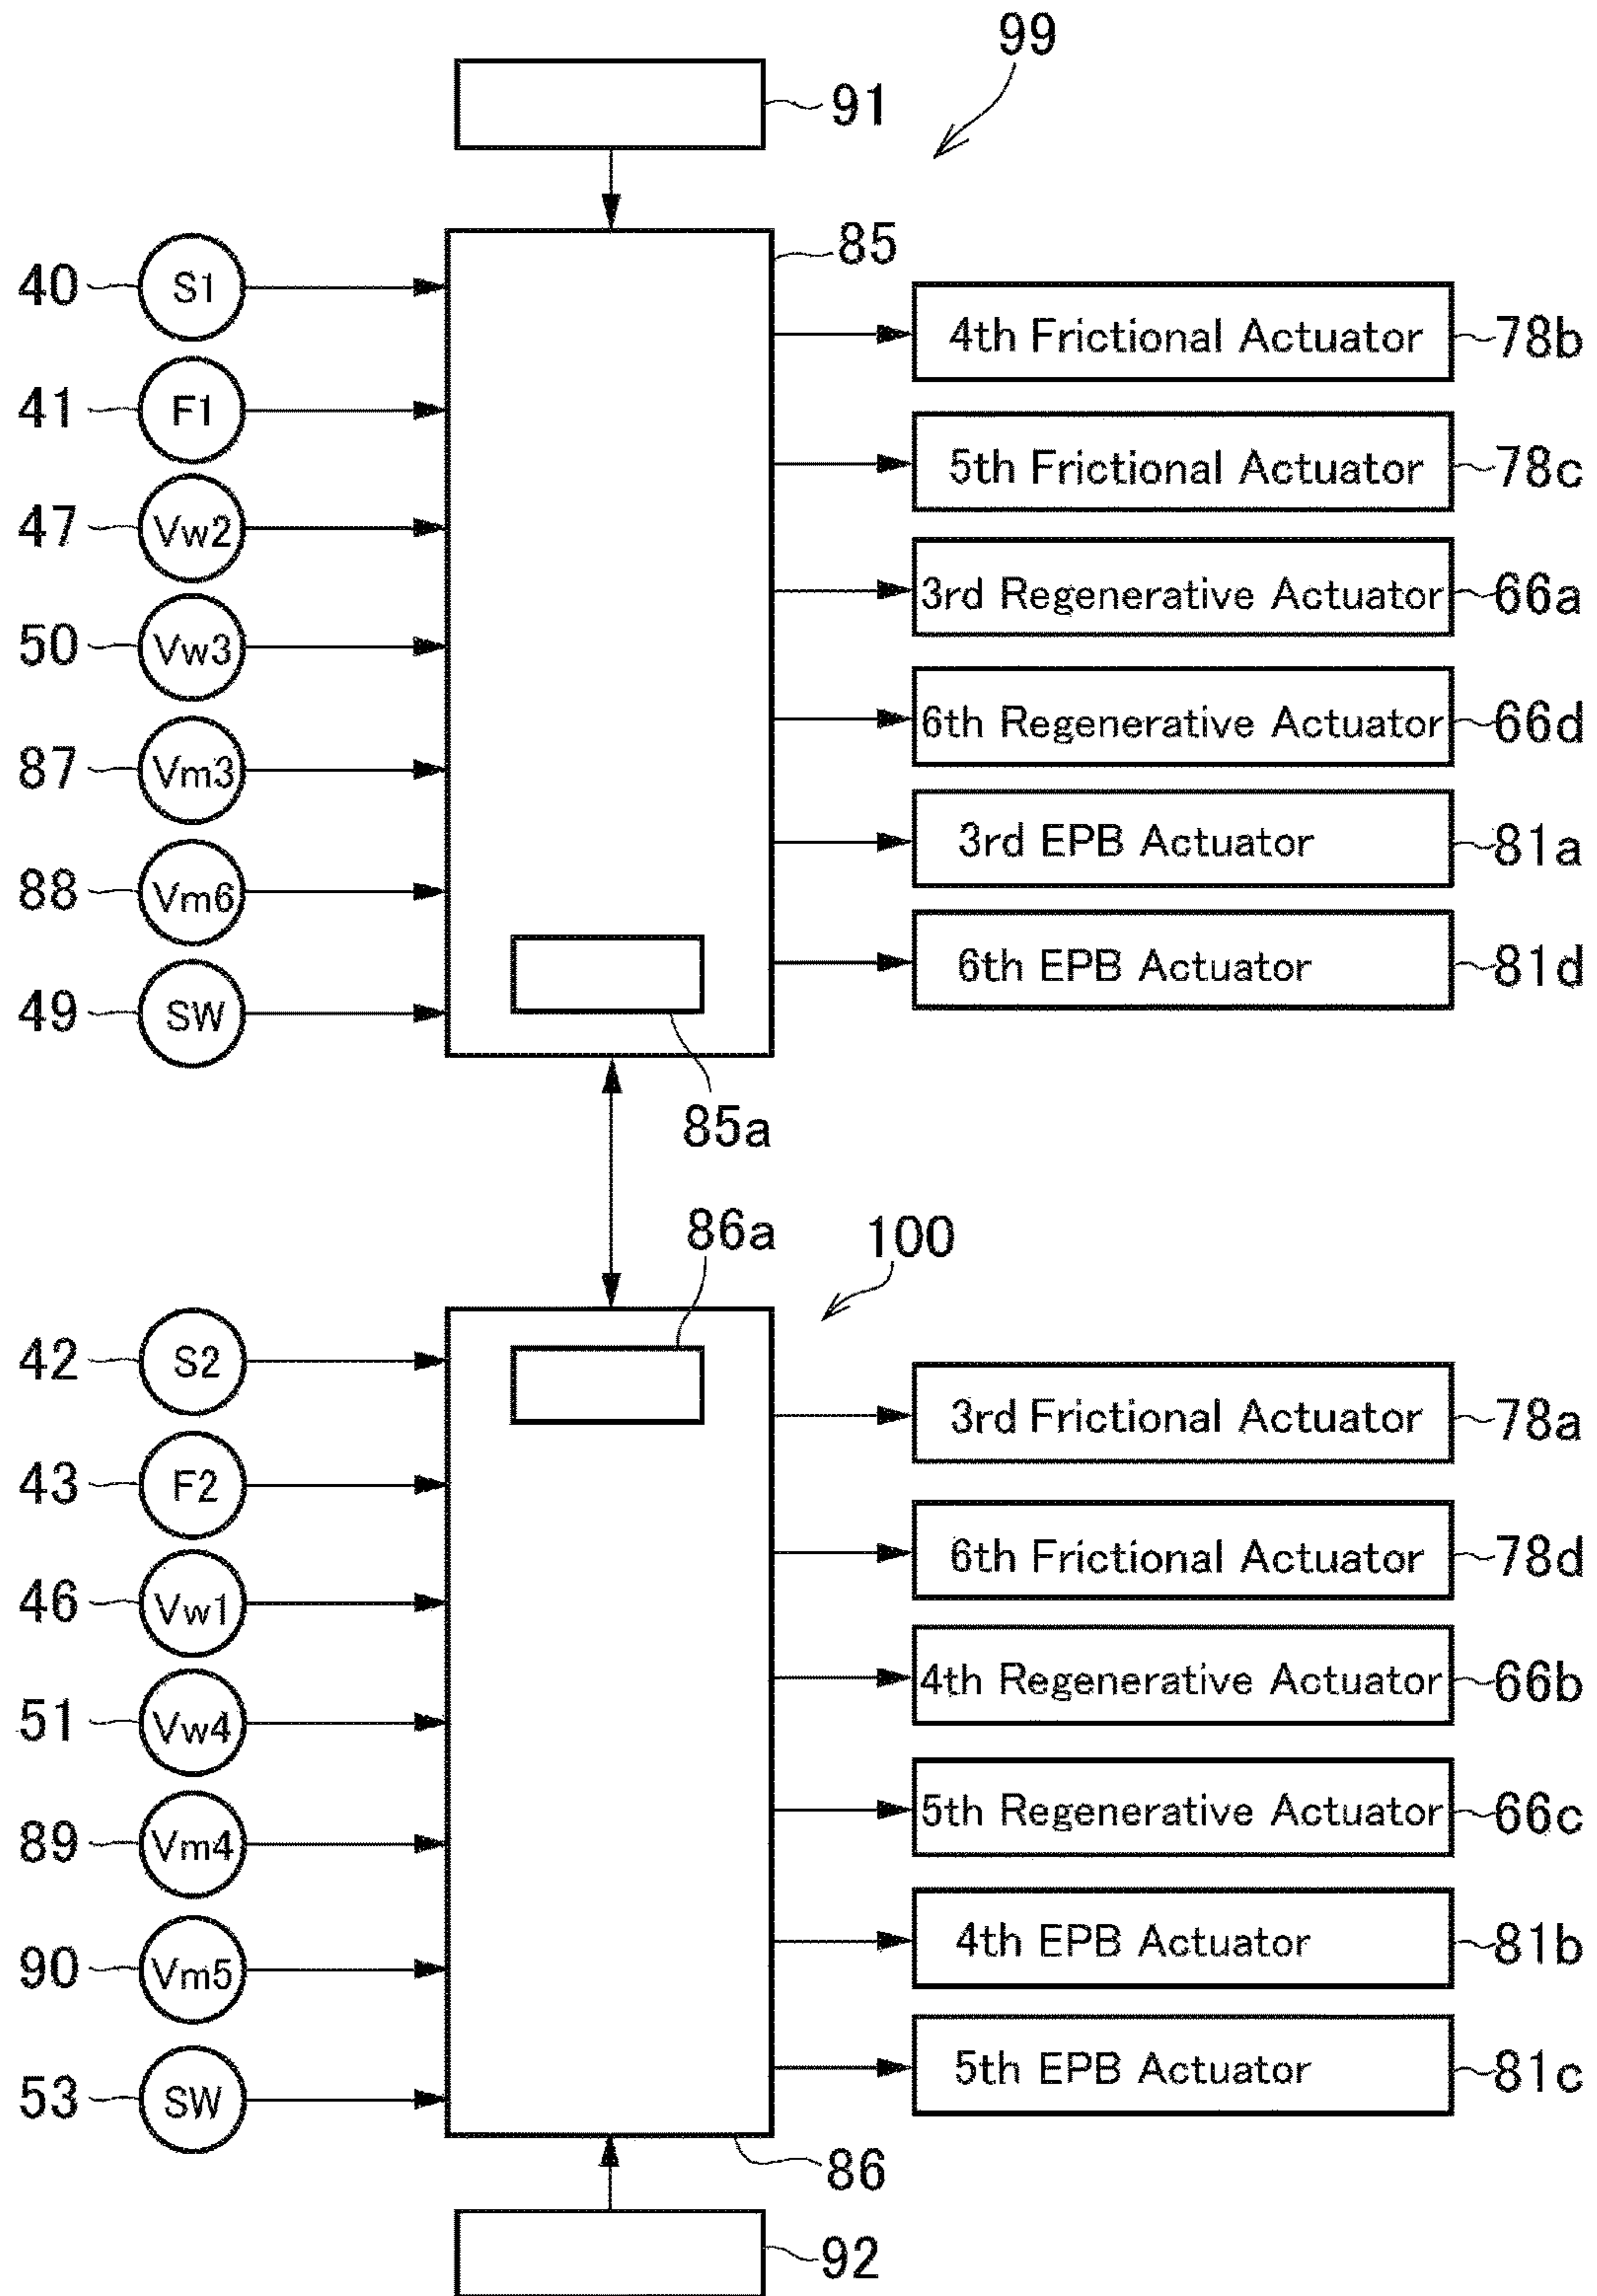 99
91
85
40 S1
4th Frictional Actuator 78b
41 F1
5th Frictional Actuator 78c
47 Vw2
3rd Regenerative Actuator 66a
50 Vw3
6th Regenerative Actuator 66d
87 Vm3
3rd EPB Actuator 81a
88 Vm6
6th EPB Actuator 81d
49 SW
85a
86a
100
42 S2
3rd Frictional Actuator 78a
43 F2
6th Frictional Actuator 78d
46 Vw1
4th Regenerative Actuator 66b
51 Vw4
5th Regenerative Actuator 66c
89 Vm4
4th EPB Actuator 81b
90 Vm5
5th EPB Actuator 81c
53 SW
86
92